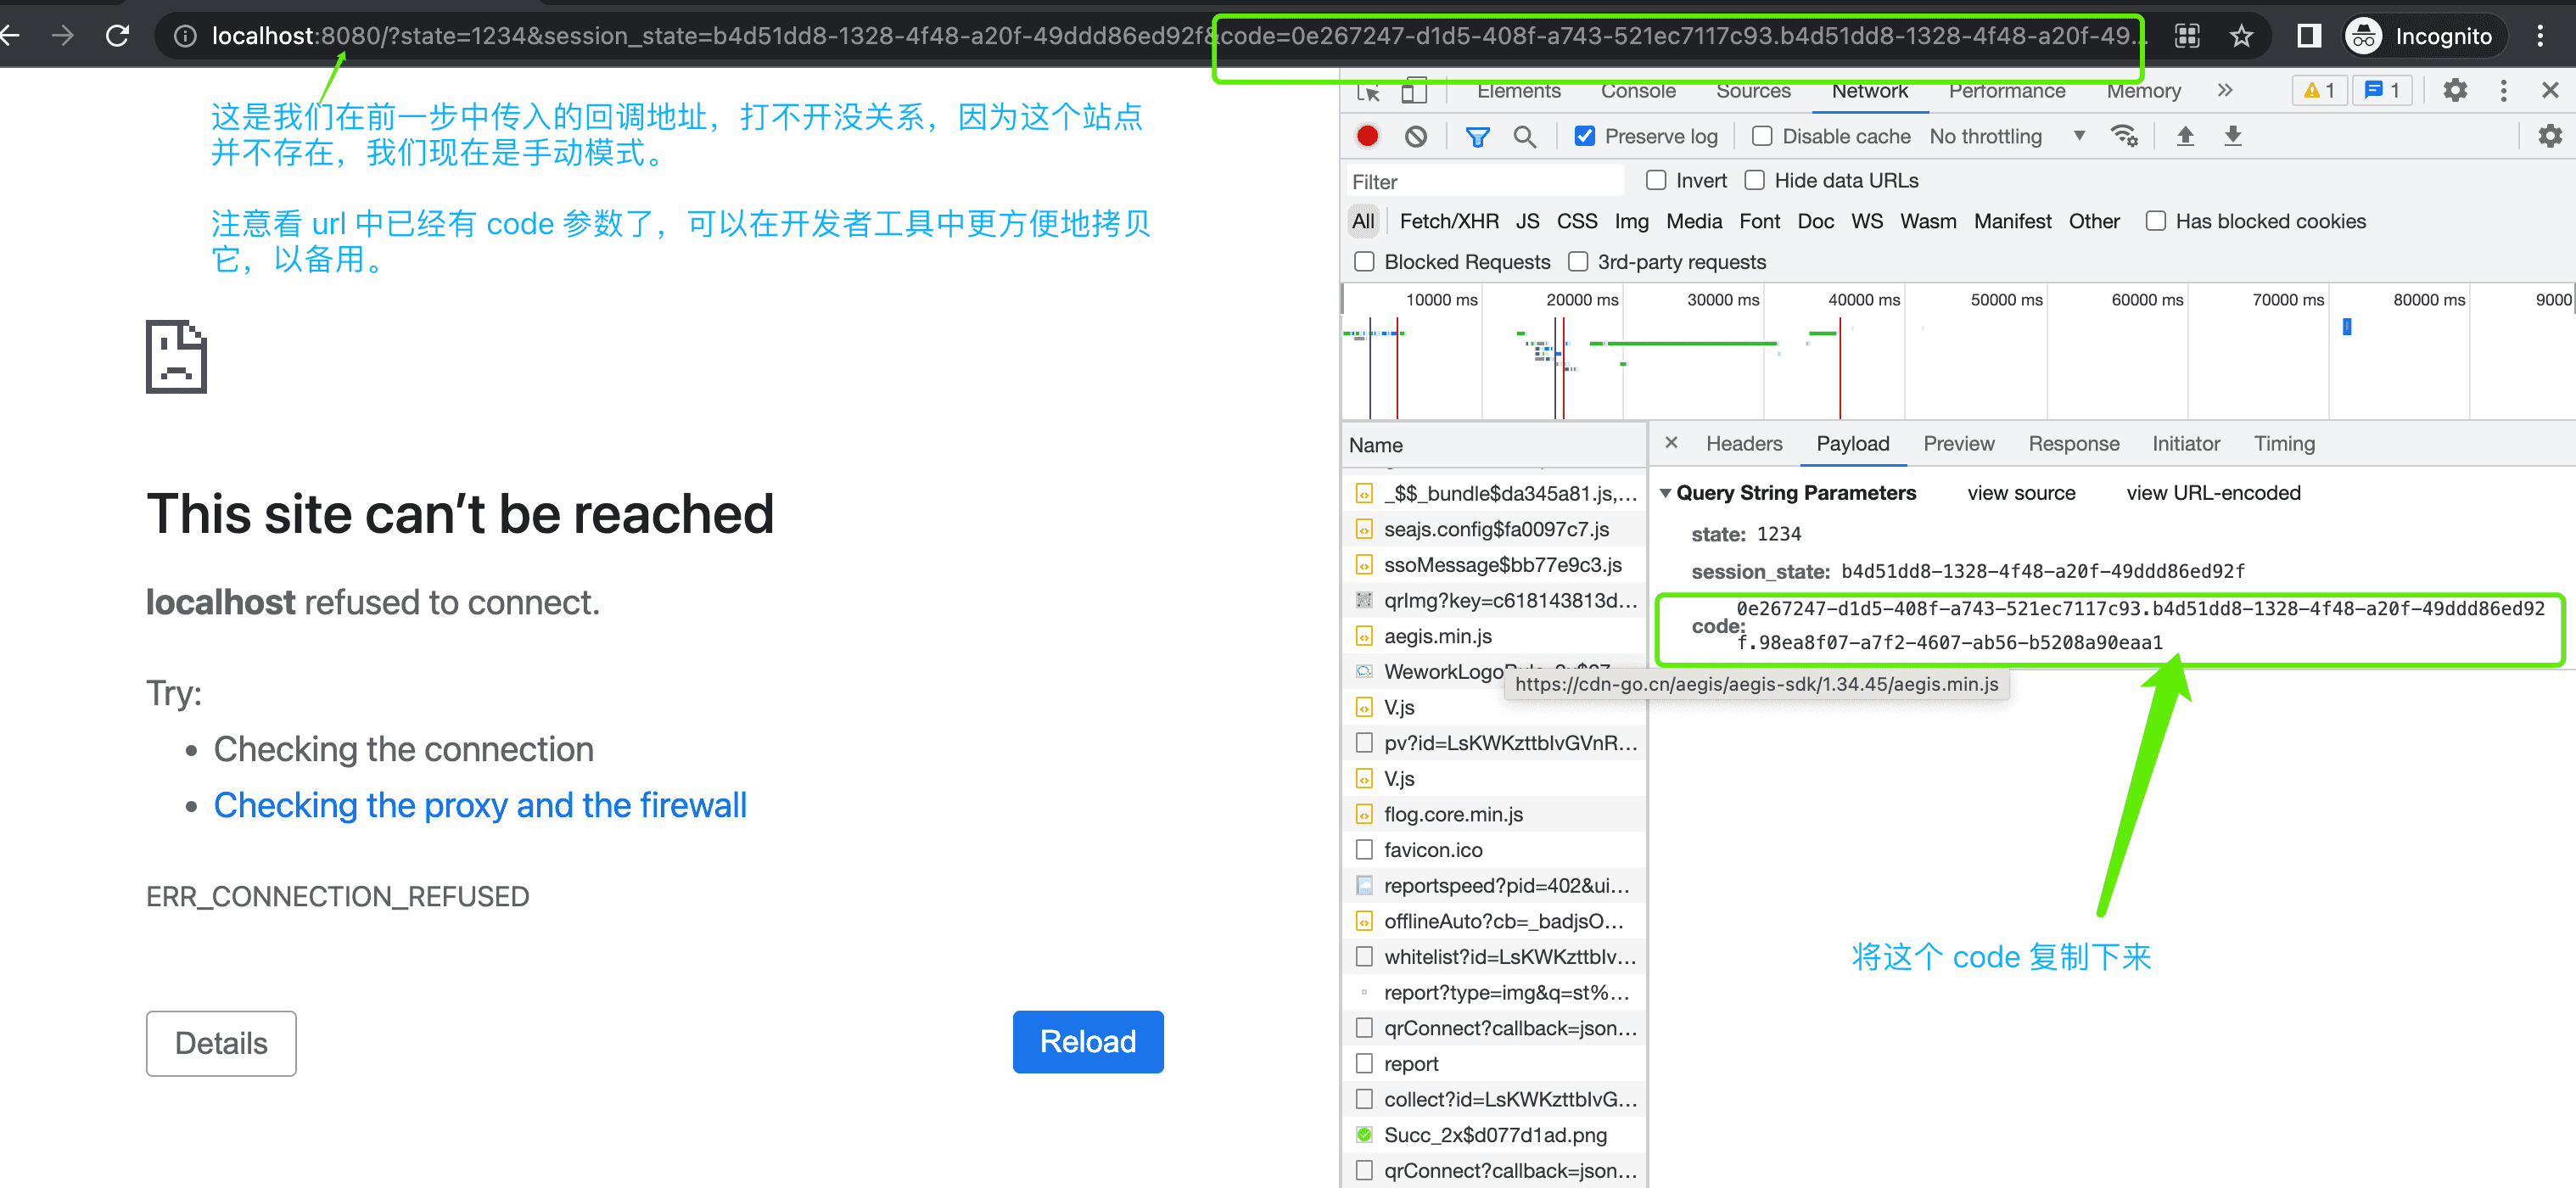 localhost:8080/?state=1234&session_state=b4d51dd8-1328-4f48-a20f-49ddd86ed92f&code=0e267247-d1d5-408f-a743-521ec7117c93.b4d51dd8-1328-4f48-a20f-49...
Incognito
这是我们在前一步中传入的回调地址，打不开没关系，因为这个站点
并不存在，我们现在是手动模式。
注意看 url 中已经有 code 参数了，可以在开发者工具中更方便地拷贝
它，以备用。
This site can’t be reached
localhost refused to connect.
Try:
• Checking the connection
• Checking the proxy and the firewall
ERR_CONNECTION_REFUSED
Details
Reload
Elements Console Sources Network Performance Memory » 1 1
Preserve log Disable cache No throttling
Filter Invert Hide data URLs
All Fetch/XHR JS CSS Img Media Font Doc WS Wasm Manifest Other Has blocked cookies
Blocked Requests 3rd-party requests
10000 ms 20000 ms 30000 ms 40000 ms 50000 ms 60000 ms 70000 ms 80000 ms 9000
Name
_$$_bundle$da345a81.js,...
seajs.config$fa0097c7.js
ssoMessage$bb77e9c3.js
qrImg?key=c618143813d...
aegis.min.js
WeworkLogo
V.js
pv?id=LsKWKzttbIvGVnR...
V.js
flog.core.min.js
favicon.ico
reportspeed?pid=402&ui...
offlineAuto?cb=_badjsO...
whitelist?id=LsKWKzttbIv...
report?type=img&q=st%...
qrConnect?callback=json...
report
collect?id=LsKWKzttbIvG...
Succ_2x$d077d1ad.png
qrConnect?callback=json...
Headers Payload Preview Response Initiator Timing
Query String Parameters view source view URL-encoded
state: 1234
session_state: b4d51dd8-1328-4f48-a20f-49ddd86ed92f
code: 0e267247-d1d5-408f-a743-521ec7117c93.b4d51dd8-1328-4f48-a20f-49ddd86ed92
f.98ea8f07-a7f2-4607-ab56-b5208a90eaa1
https://cdn-go.cn/aegis/aegis-sdk/1.34.45/aegis.min.js
将这个 code 复制下来